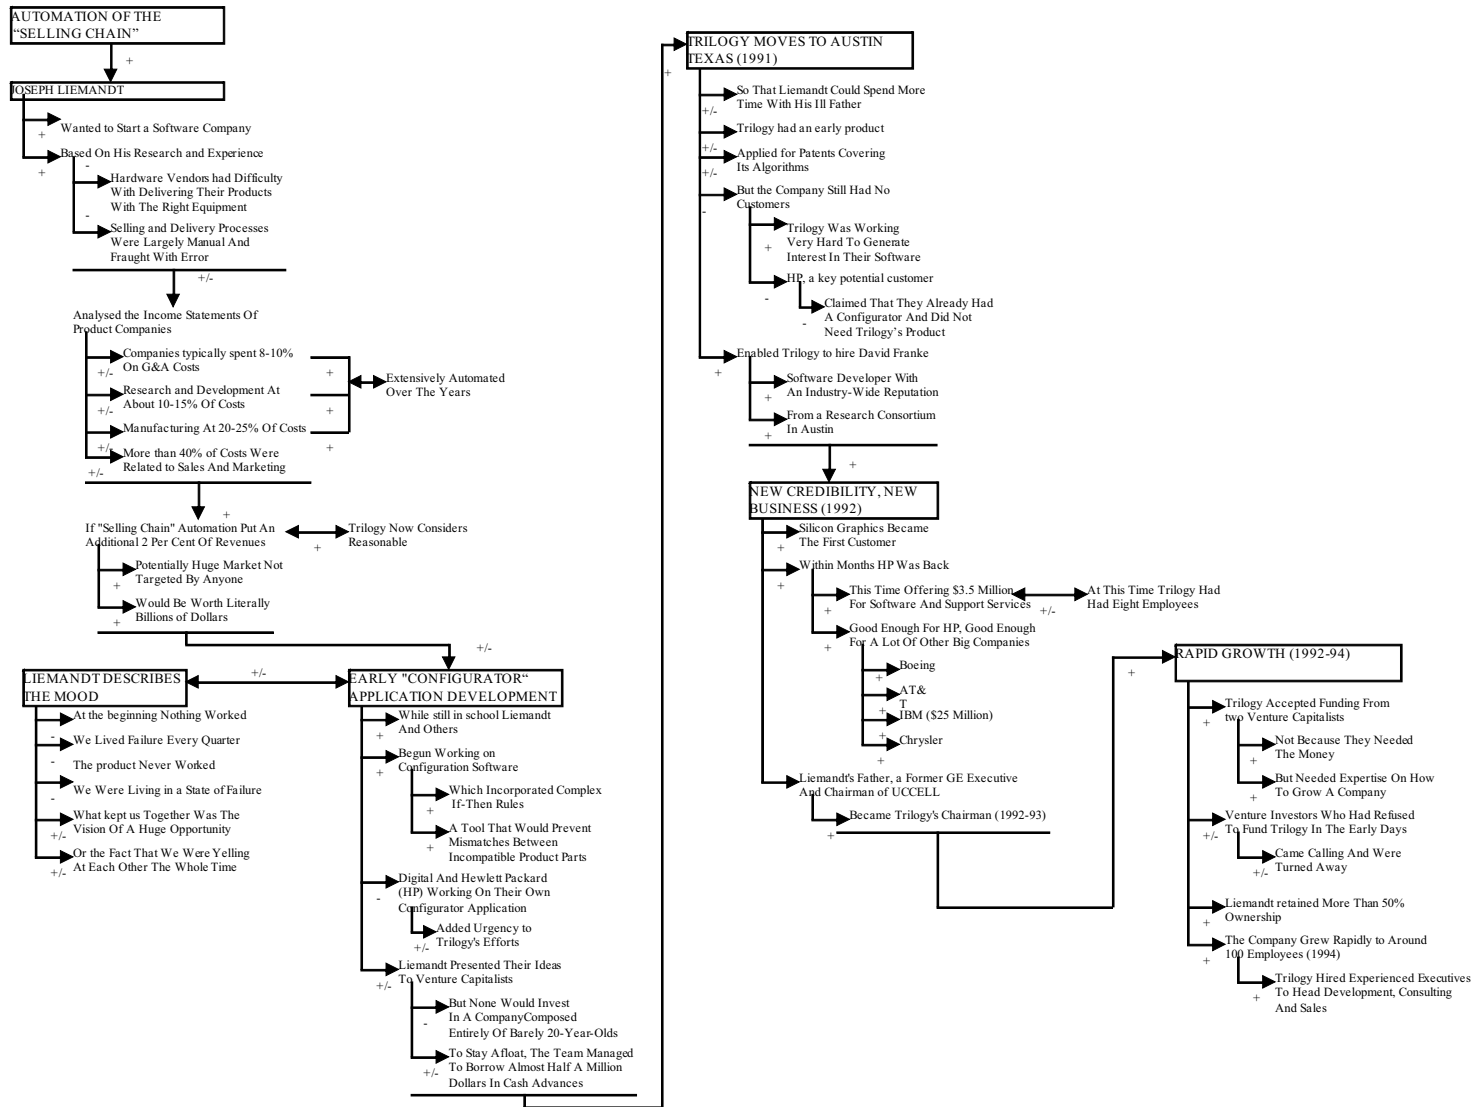 AUTOMATION OF THE
“SELLING CHAIN”
+
JOSEPH LIEMANDT
Wanted to Start a Software Company
+
Based On His Research and Experience
+
-
Hardware Vendors had Difficulty
With Delivering Their Products
With The Right Equipment
-
Selling and Delivery Processes
Were Largely Manual And
Fraught With Error
+/-
Analysed the Income Statements Of
Product Companies
Companies typically spent 8-10%
On G&A Costs
+/-
+
Research and Development At
About 10-15% Of Costs
+/-
+
Manufacturing At 20-25% Of Costs
+/-
+
Extensively Automated
Over The Years
More than 40% of Costs Were
Related to Sales And Marketing
+/-
+
If "Selling Chain" Automation Put An
Additional 2 Per Cent Of Revenues
+
Trilogy Now Considers
Reasonable
Potentially Huge Market Not
Targeted By Anyone
+
Would Be Worth Literally
Billions of Dollars
+
+/-
LIEMANDT DESCRIBES
THE MOOD
+/-
At the beginning Nothing Worked
-
We Lived Failure Every Quarter
-
The product Never Worked
We Were Living in a State of Failure
-
What kept us Together Was The
Vision Of A Huge Opportunity
+/-
Or the Fact That We Were Yelling
At Each Other The Whole Time
+/-
EARLY "CONFIGURATOR“
APPLICATION DEVELOPMENT
While still in school Liemandt
And Others
+
Begun Working on
Configuration Software
+
Which Incorporated Complex
If-Then Rules
+
A Tool That Would Prevent
Mismatches Between
Incompatible Product Parts
+
Digital And Hewlett Packard
(HP) Working On Their Own
Configurator Application
-
Added Urgency to
Trilogy's Efforts
+/-
Liemandt Presented Their Ideas
To Venture Capitalists
+/-
But None Would Invest
In A CompanyComposed
Entirely Of Barely 20-Year-Olds
-
To Stay Afloat, The Team Managed
To Borrow Almost Half A Million
Dollars In Cash Advances
+/-
+
TRILOGY MOVES TO AUSTIN
TEXAS (1991)
So That Liemandt Could Spend More
Time With His Ill Father
+/-
Trilogy had an early product
+/-
Applied for Patents Covering
Its Algorithms
+/-
But the Company Still Had No
Customers
-
Trilogy Was Working
Very Hard To Generate
Interest In Their Software
+
HP, a key potential customer
-
Claimed That They Already Had
A Configurator And Did Not
Need Trilogy’s Product
-
Enabled Trilogy to hire David Franke
+
Software Developer With
An Industry-Wide Reputation
+
From a Research Consortium
In Austin
+
+
NEW CREDIBILITY, NEW
BUSINESS (1992)
Silicon Graphics Became
The First Customer
+
Within Months HP Was Back
+
This Time Offering $3.5 Million
For Software And Support Services
+
+/-
At This Time Trilogy Had
Had Eight Employees
Good Enough For HP, Good Enough
For A Lot Of Other Big Companies
+
Boeing
+
AT&
T
+
IBM ($25 Million)
+
Chrysler
+
Liemandt's Father, a Former GE Executive
And Chairman of UCCELL
+
Became Trilogy's Chairman (1992-93)
+
+
RAPID GROWTH (1992-94)
Trilogy Accepted Funding From
two Venture Capitalists
+
Not Because They Needed
The Money
+
But Needed Expertise On How
To Grow A Company
+
Venture Investors Who Had Refused
To Fund Trilogy In The Early Days
+/-
Came Calling And Were
Turned Away
+/-
Liemandt retained More Than 50%
Ownership
+
The Company Grew Rapidly to Around
100 Employees (1994)
+
Trilogy Hired Experienced Executives
To Head Development, Consulting
And Sales
+